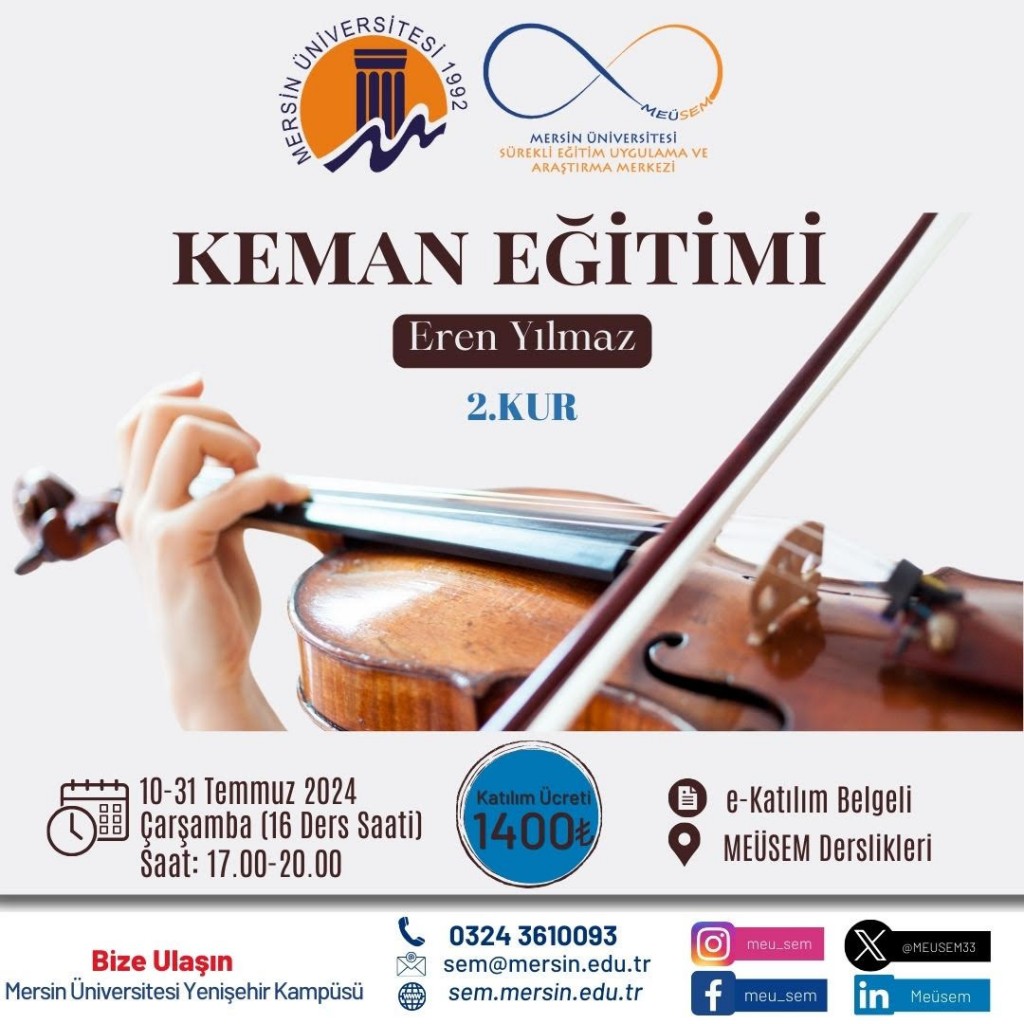 MERSİN ÜNİVERSİTESİ 1992
MEÜSEM
MERSİN ÜNİVERSİTESİ
SÜREKLİ EĞİTİM UYGULAMA VE
ARAŞTIRMA MERKEZİ
KEMAN EĞİTİMİ
Eren Yılmaz
2.KUR
10-31 Temmuz 2024
Çarşamba (16 Ders Saati)
Saat: 17.00-20.00
Katılım Ücreti
1400₺
e-Katılım Belgeli
MEÜSEM Derslikleri
Bize Ulaşın
Mersin Üniversitesi Yenişehir Kampüsü
0324 3610093
sem@mersin.edu.tr
sem.mersin.edu.tr
meu_sem
@MEUSEM33
meu_sem
Meüsem